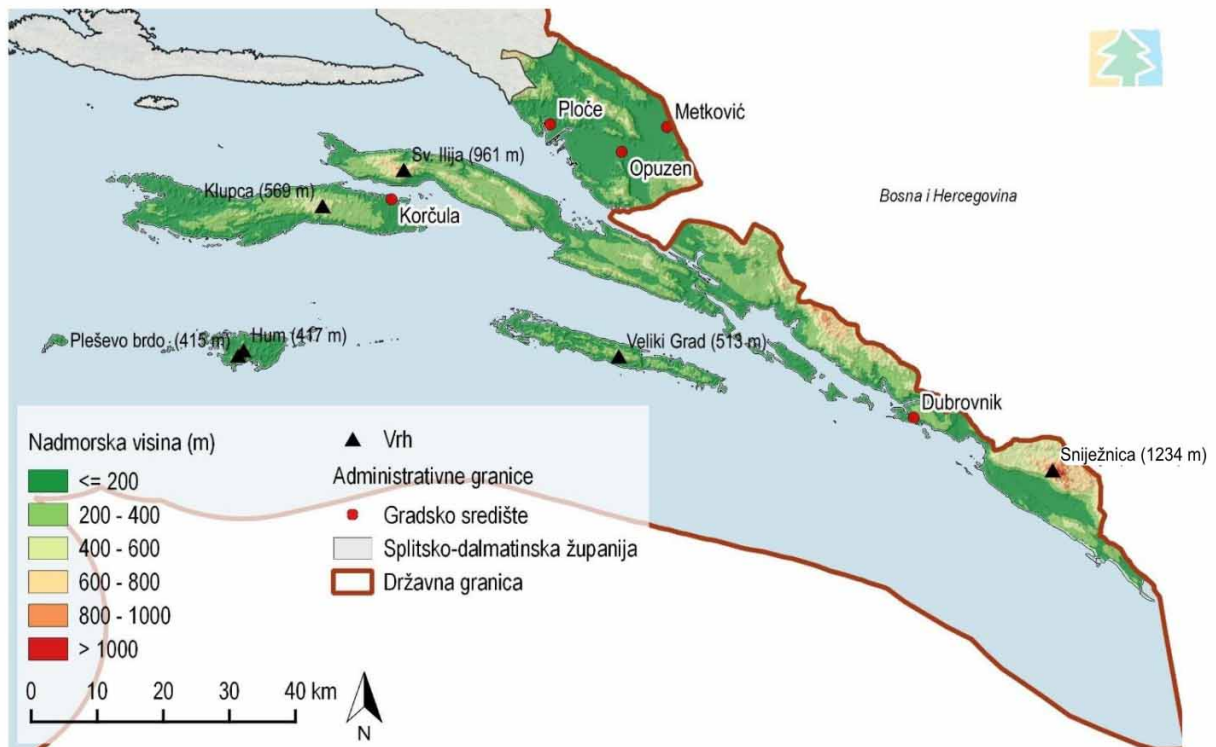 Ploče
Metković
Opuzen
Sv. Ilija (961 m)
Klupca (569 m)
Korčula
Bosna i Hercegovina
Pleševo brdo (415 m)
Hum (417 m)
Veliki Grad (513 m)
Dubrovnik
Sniježnica (1234 m)
Nadmorska visina (m)
<= 200
200 - 400
400 - 600
600 - 800
800 - 1000
> 1000
Vrh
Administrativne granice
Gradsko središte
Splitsko-dalmatinska županija
Državna granica
0 10 20 30 40 km
N